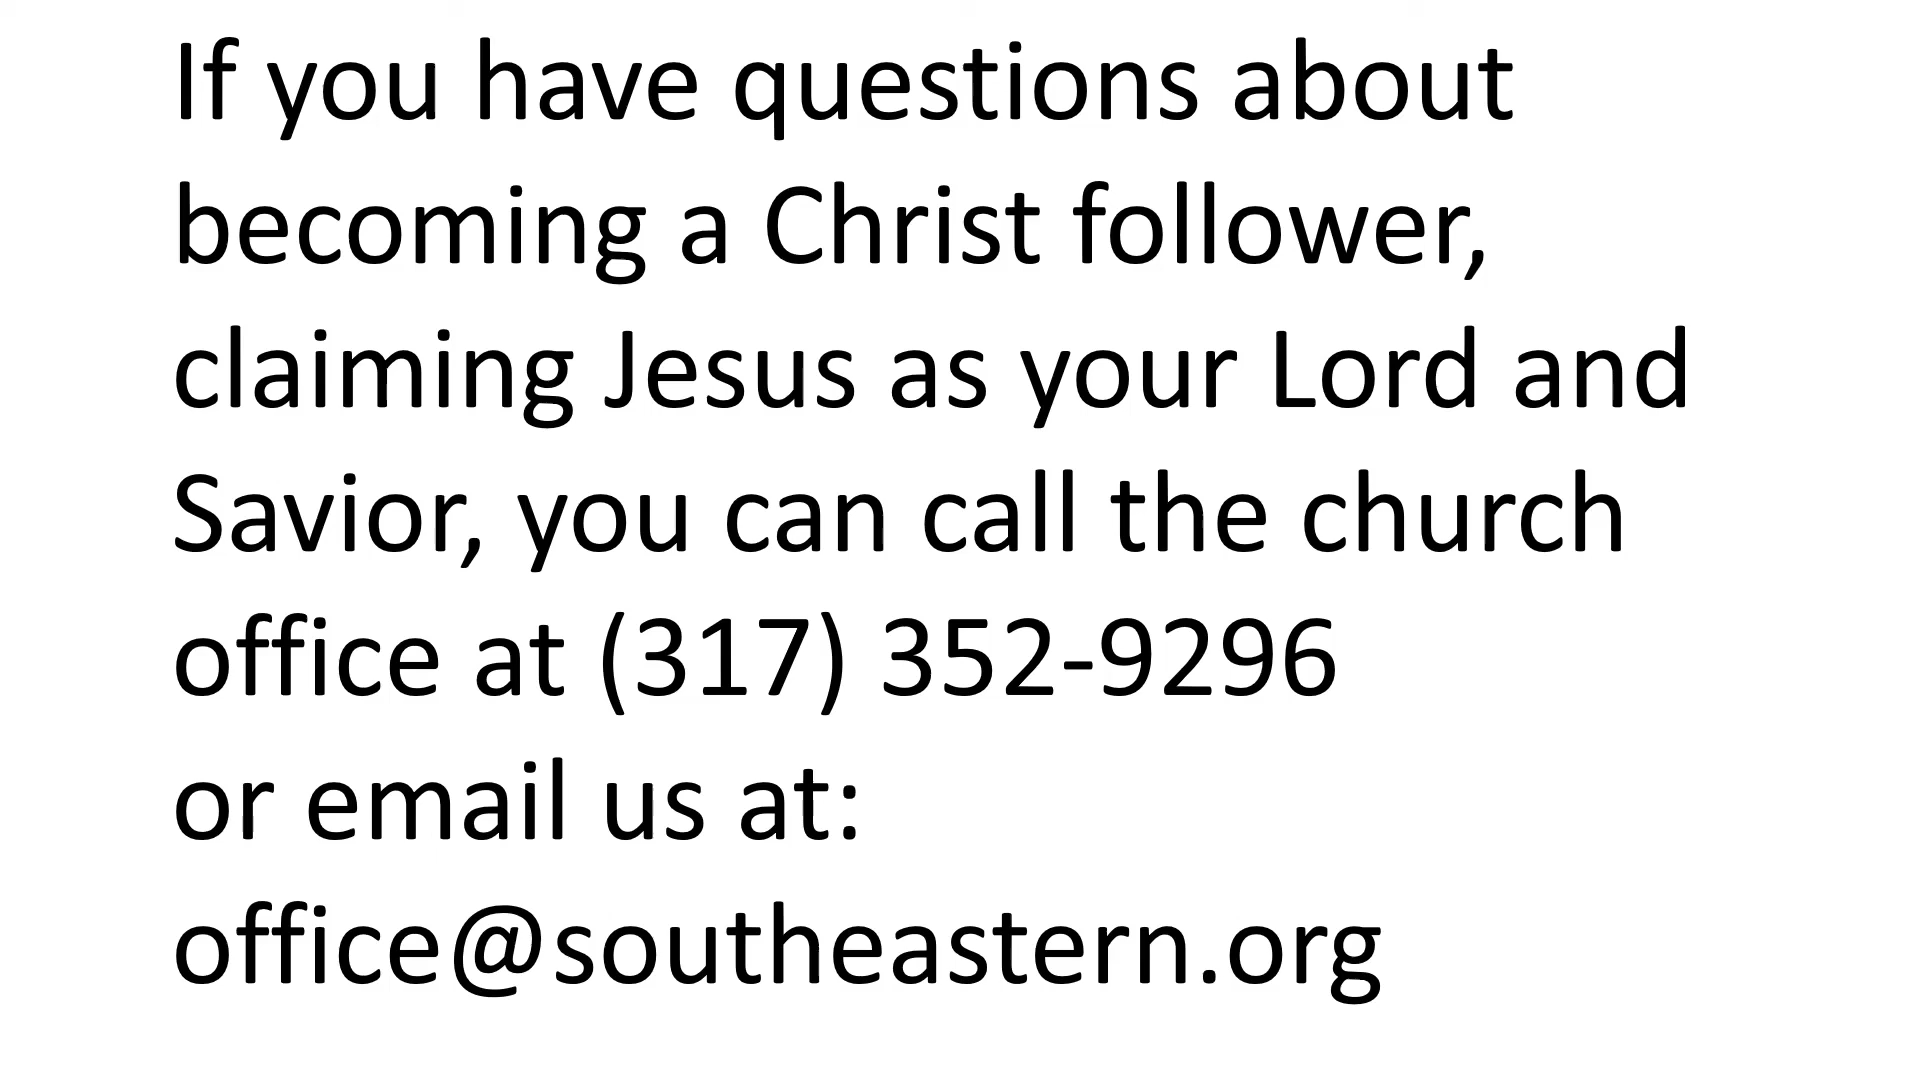 If you have questions about
becoming a Christ follower,
claiming Jesus as your Lord and
Savior, you can call the church
office at (317) 352-9296
or email us at:
office@southeastern.org